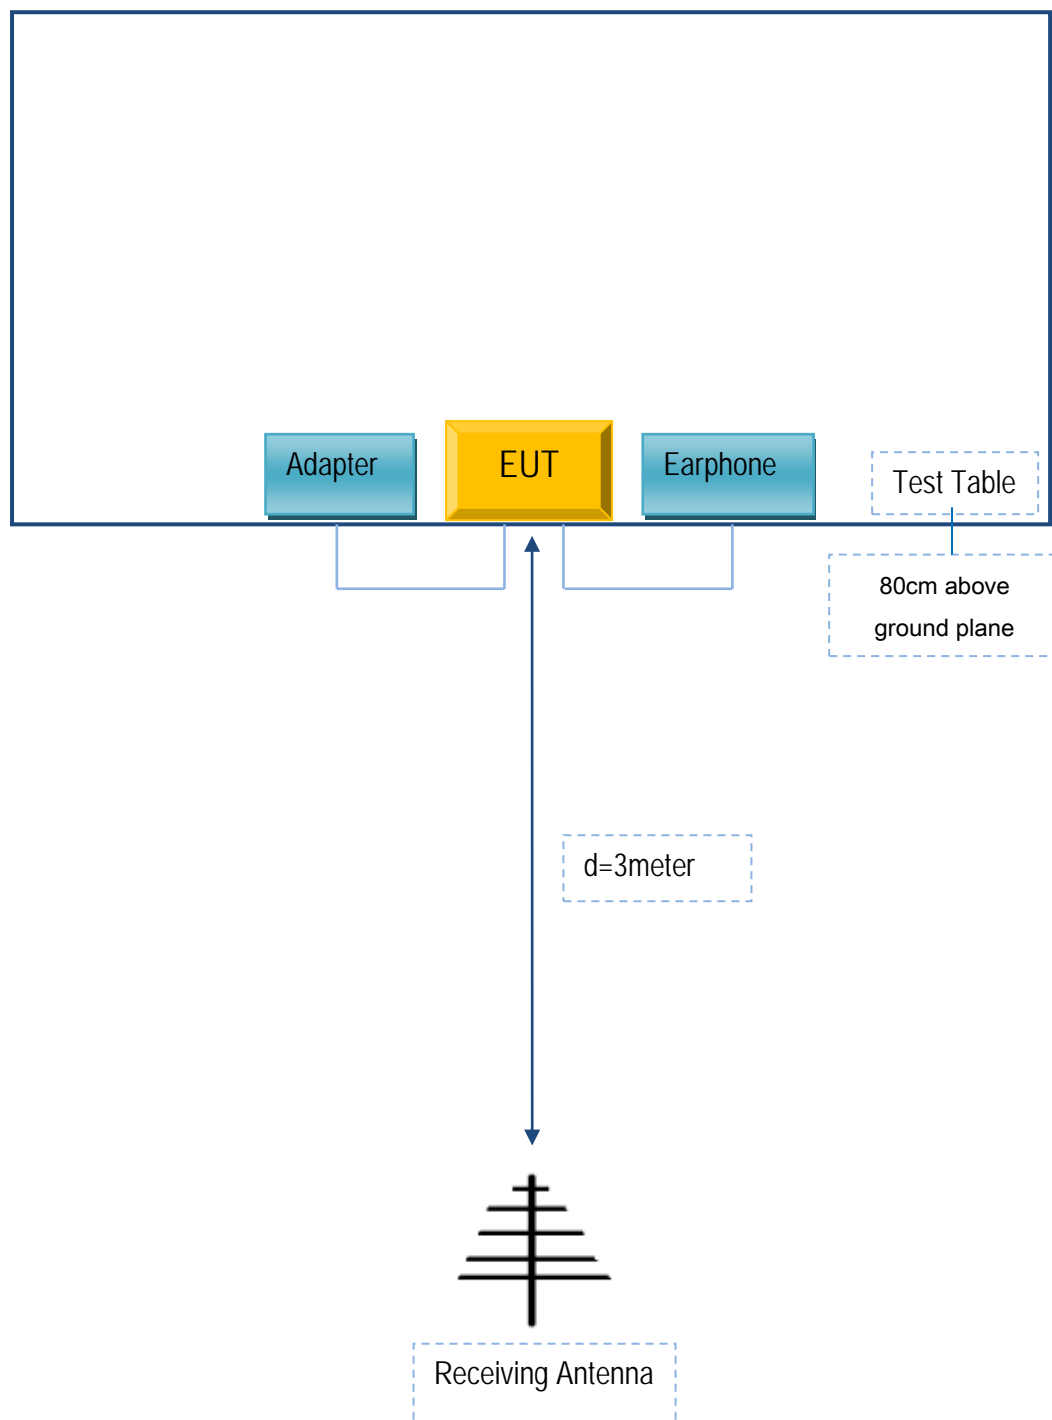 Adapter
EUT
Earphone
Test Table
80cm above
ground plane
d=3meter
Receiving Antenna